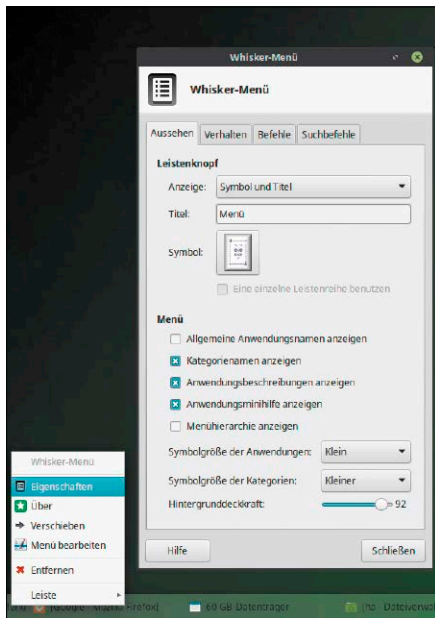 Whisker-Menü
Whisker-Menü
Aussehen Verhalten Befehle Suchbefehle
Leistenknopf
Anzeige: Symbol und Titel
Titel: Menü
Symbol:
Eine einzelne Leistenreihe benutzen
Menü
Allgemeine Anwendungsnamen anzeigen
Kategorienamen anzeigen
Anwendungsbeschreibungen anzeigen
Anwendungsminihilfe anzeigen
Menühierarchie anzeigen
Symbolgröße der Anwendungen: Klein
Symbolgröße der Kategorien: Kleiner
Hintergrunddeckkraft: 92
Hilfe Schließen
Whisker-Menü
Eigenschaften
Über
Verschieben
Menü bearbeiten
Entfernen
Leiste
[Google - Mozilla Firefox] 60 GB Datenträger